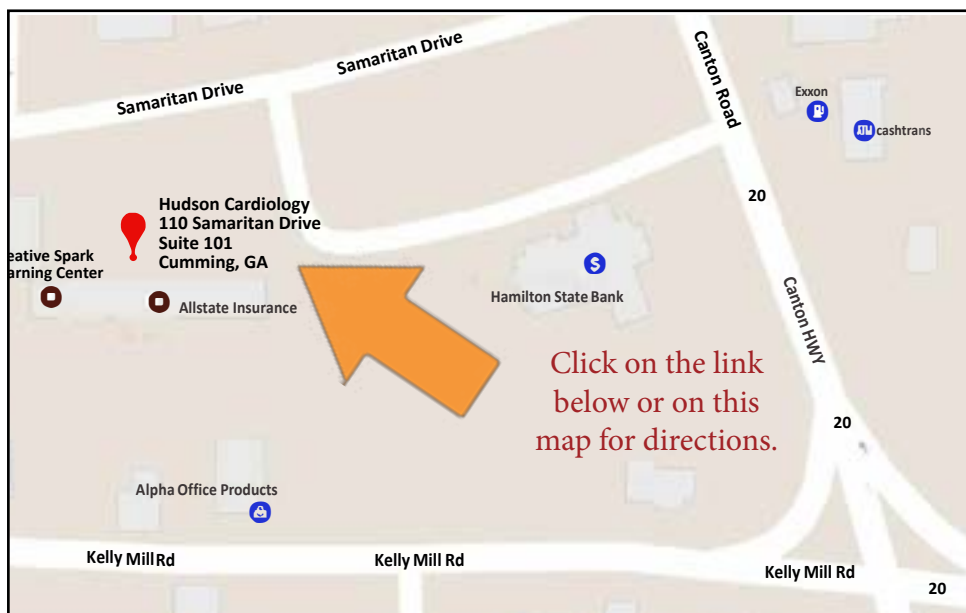 Samaritan Drive
Samaritan Drive
Canton Road
Exxon
cashtrans
20
Hudson Cardiology
110 Samaritan Drive
Suite 101
Cumming, GA
eative Spark
arning Center
Allstate Insurance
Hamilton State Bank
$
Canton HWY
Click on the link
below or on this
map for directions.
20
Alpha Office Products
Kelly Mill Rd
Kelly Mill Rd
Kelly Mill Rd
20